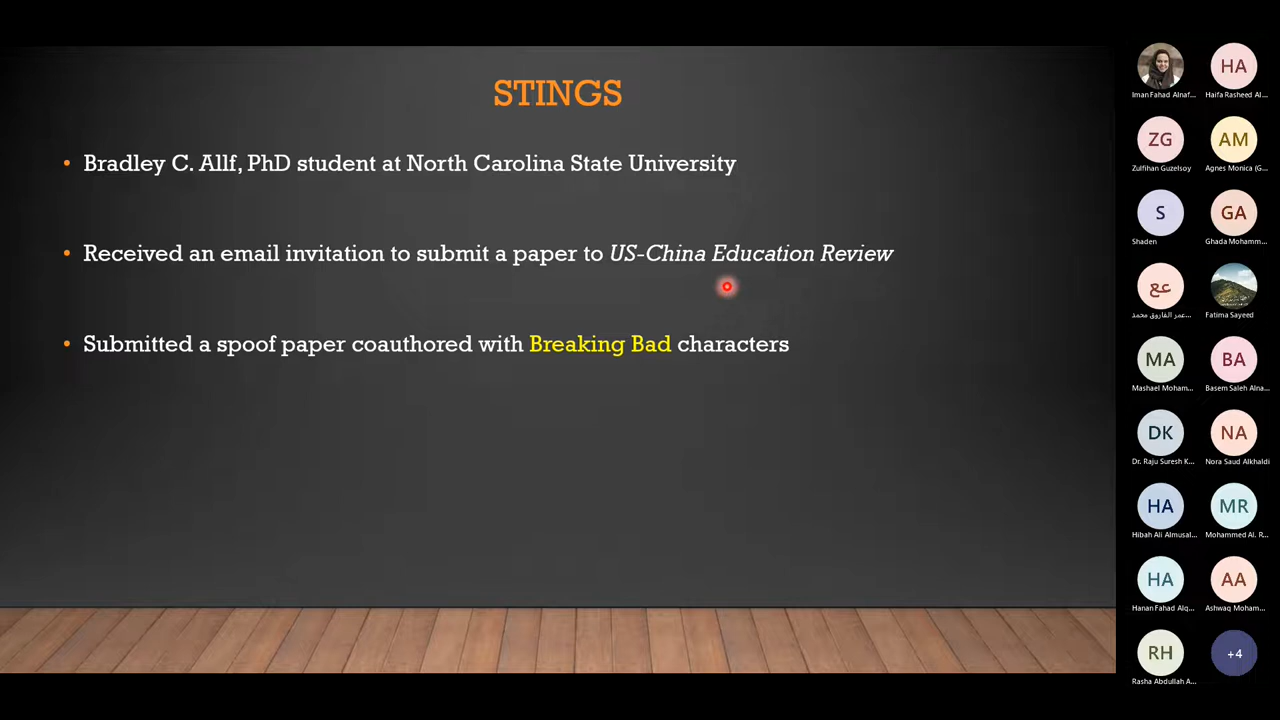 STINGS
• Bradley C. Allf, PhD student at North Carolina State University
• Received an email invitation to submit a paper to US-China Education Review
• Submitted a spoof paper coauthored with Breaking Bad characters
Iman Fahad Alnaf...
HA
Haifa Rasheed Al...
ZG
Zulfihan Guzelsoy
AM
Agnes Monica (G...
S
Shaden
GA
Ghada Mohamm...
عع
عمر الفاروق محمد...
Fatima Sayeed
MA
Mashael Moham...
BA
Basem Saleh Alna...
DK
Dr. Raju Suresh K...
NA
Nora Saud Alkhaldi
HA
Hibah Ali Almusal...
MR
Mohammed Al. R...
HA
Hanan Fahad Alq...
AA
Ashwaq Moham...
RH
Rasha Abdullah A...
+4